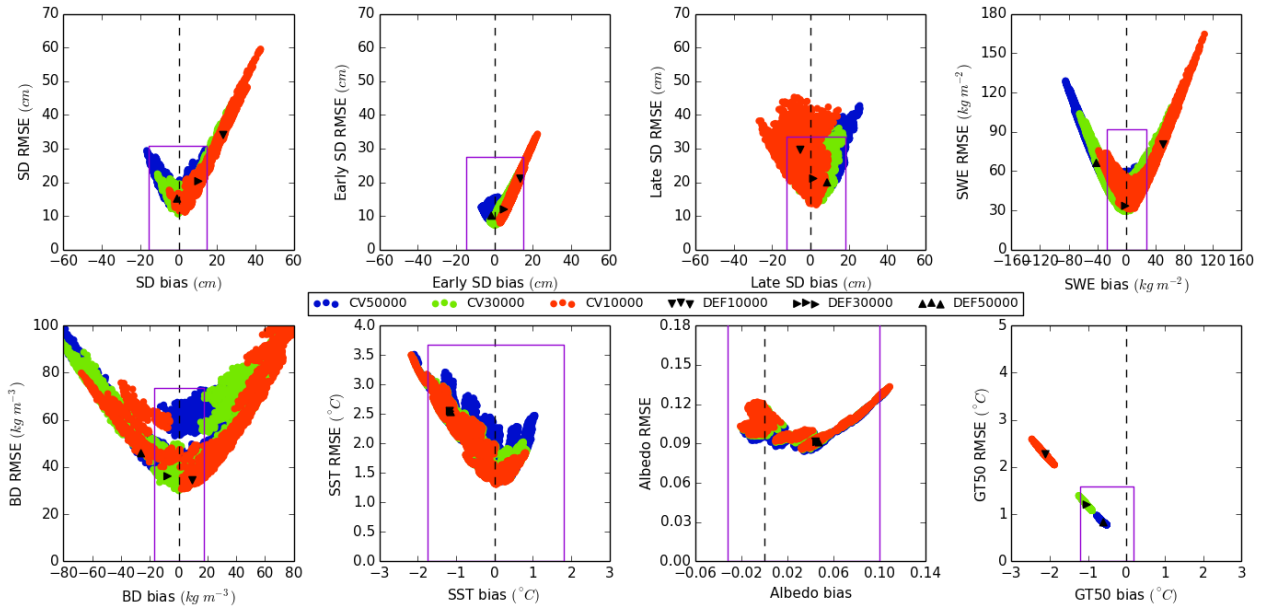 70
60
50
40
30
20
10
0
−60 −40 −20 0 20 40 60
SD RMSE (cm)
SD bias (cm)
70
60
50
40
30
20
10
0
−60 −40 −20 0 20 40 60
Early SD RMSE (cm)
Early SD bias (cm)
70
60
50
40
30
20
10
0
−60 −40 −20 0 20 40 60
Late SD RMSE (cm)
Late SD bias (cm)
180
150
120
90
60
30
0
−160 −120 −80 −40 0 40 80 120 160
SWE RMSE (kg m⁻²)
SWE bias (kg m⁻²)
CV50000 CV30000 CV10000 DEF10000 DEF30000 DEF50000
100
80
60
40
20
0
−80 −60 −40 −20 0 20 40 60 80
BD RMSE (kg m⁻³)
BD bias (kg m⁻³)
4.0
3.5
3.0
2.5
2.0
1.5
1.0
0.5
0.0
−3 −2 −1 0 1 2 3
SST RMSE (°C)
SST bias (°C)
0.18
0.15
0.12
0.09
0.06
0.03
0.00
−0.06 −0.02 0.02 0.06 0.10 0.14
Albedo RMSE
Albedo bias
5
4
3
2
1
0
−3 −2 −1 0 1 2 3
GT50 RMSE (°C)
GT50 bias (°C)